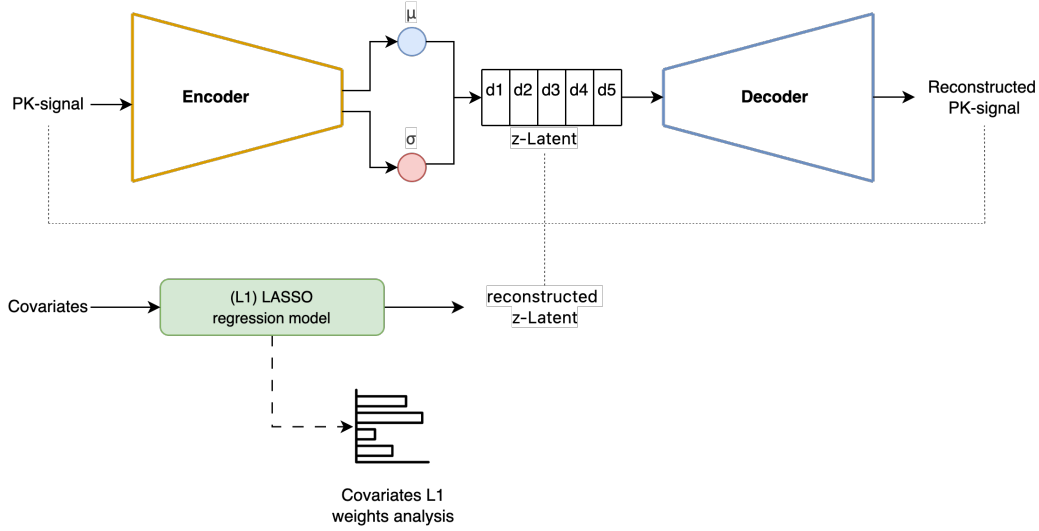 μ
d1 d2 d3 d4 d5
Encoder
Decoder
PK-signal
Reconstructed
PK-signal
σ
z-Latent
Covariates
(L1) LASSO
regression model
reconstructed
z-Latent
Covariates L1
weights analysis